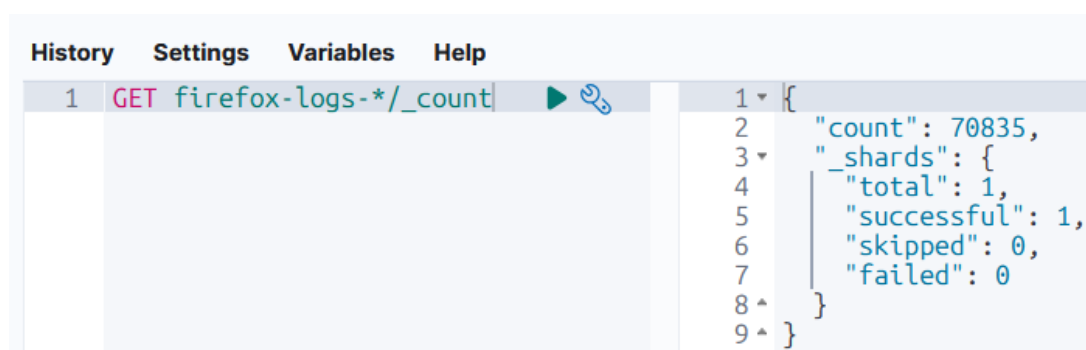 History Settings Variables Help
1 GET firefox-logs-*/_count
1 {
2 "count": 70835,
3 "_shards": {
4 "total": 1,
5 "successful": 1,
6 "skipped": 0,
7 "failed": 0
8 }
9 }